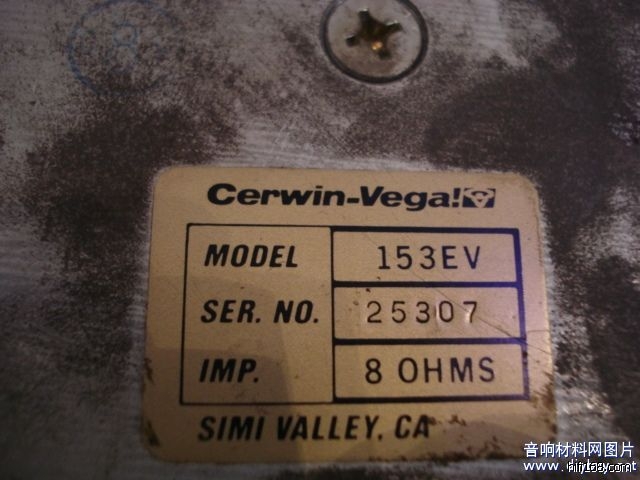 8
Cerwin-Vega!
MODEL 153EV
SER. NO. 25307
IMP. 8 OHMS
SIMI VALLEY, CA
音响材料网图片